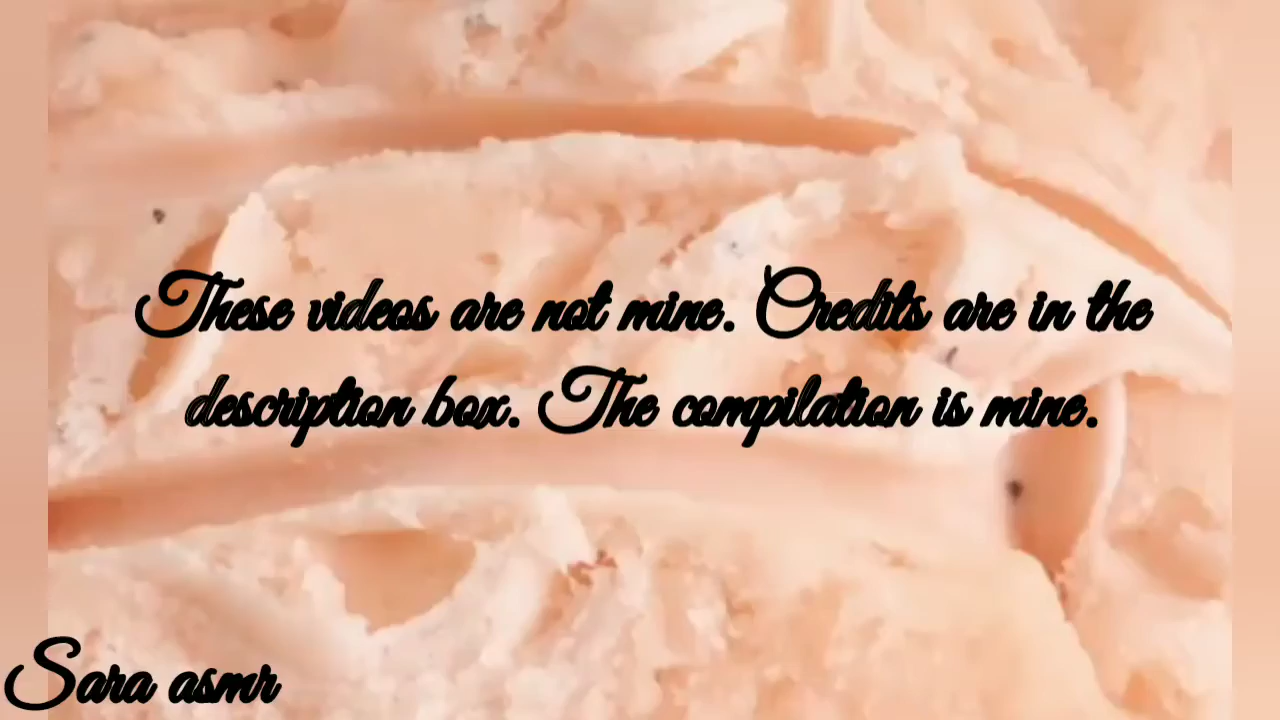 These videos are not mine. Credits are in the
description box. The compilation is mine.
Sara asmr